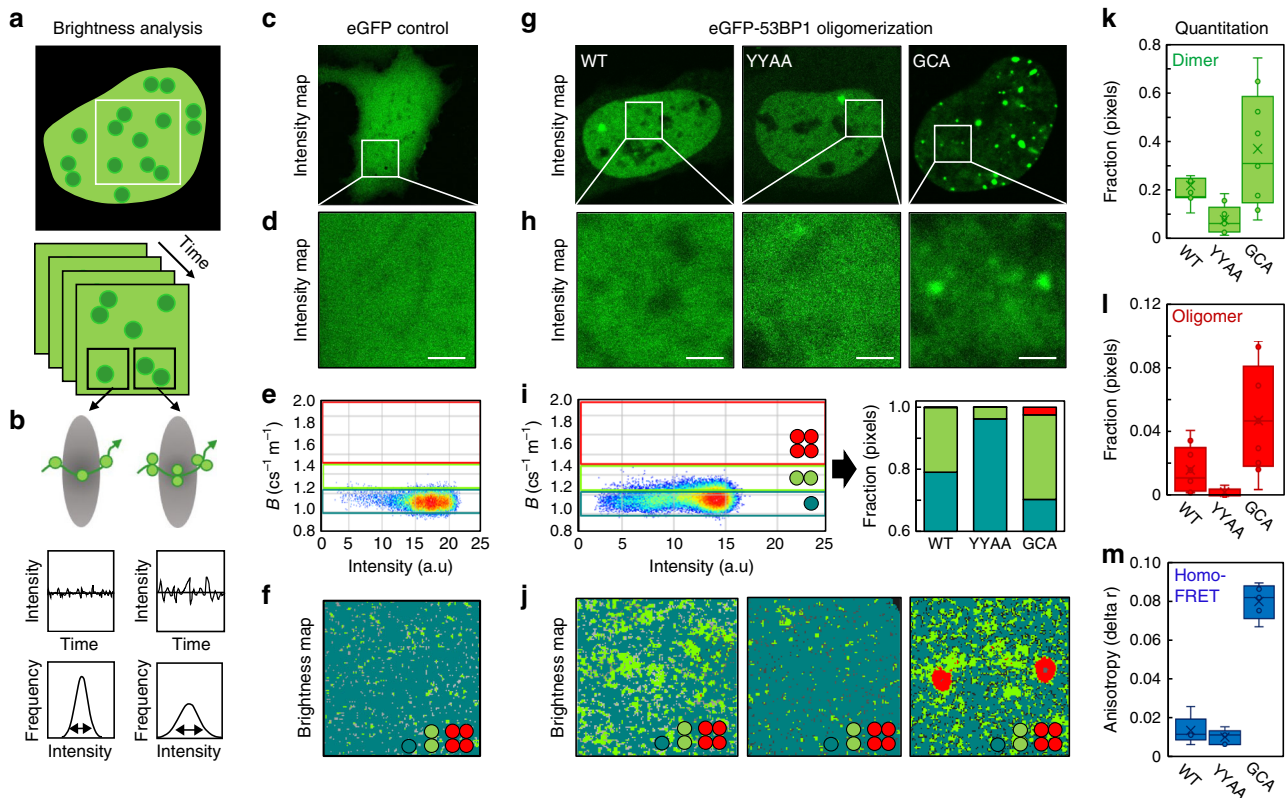 a
Brightness analysis
Time
b
Intensity
Time
Intensity
Time
Frequency
Intensity
Frequency
Intensity
c
eGFP control
Intensity map
d
Intensity map
e
B (cs⁻¹ m⁻¹)
2.0
1.8
1.6
1.4
1.2
1.0
0.8
0 5 10 15 20 25
Intensity (a.u)
f
Brightness map
g
eGFP-53BP1 oligomerization
Intensity map
WT
YYAA
GCA
h
Intensity map
i
B (cs⁻¹ m⁻¹)
2.0
1.8
1.6
1.4
1.2
1.0
0.8
0 5 10 15 20 25
Intensity (a.u)
Fraction (pixels)
1.0
0.9
0.8
0.7
0.6
WT YYAA GCA
j
Brightness map
k
Quantitation
Dimer
Fraction (pixels)
0.8
0.6
0.4
0.2
0
WT YYAA GCA
l
Oligomer
Fraction (pixels)
0.12
0.08
0.04
0
WT YYAA GCA
m
Homo-
FRET
Anisotropy (delta r)
0.10
0.08
0.06
0.04
0.02
0
WT YYAA GCA